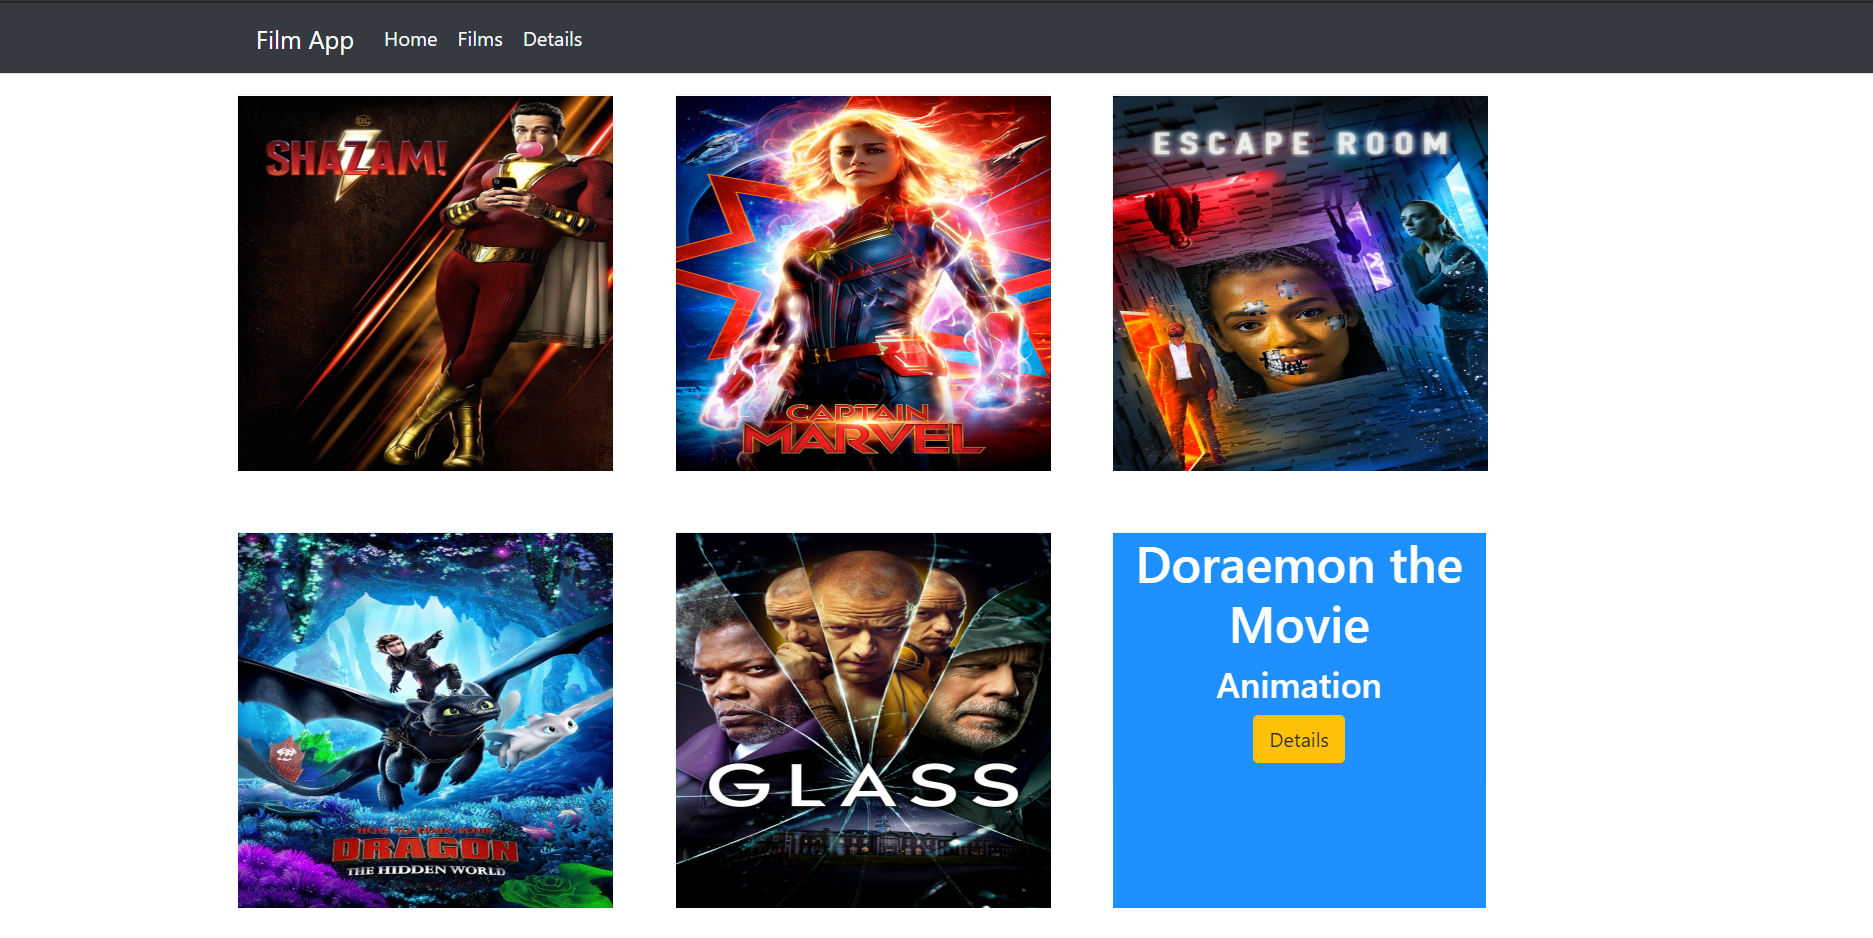 Film App
Home
Films
Details
DC
SHAZAM!
CAPTAIN
MARVEL
ESCAPE ROOM
HOW TO TRAIN YOUR
DRAGON
THE HIDDEN WORLD
GLASS
Doraemon the
Movie
Animation
Details